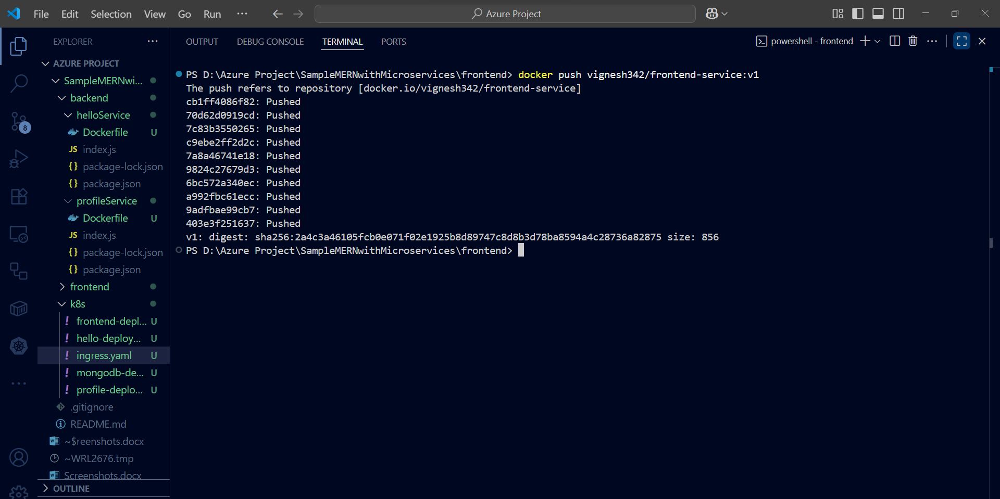 File Edit Selection View Go Run ···
Azure Project
EXPLORER ···
AZURE PROJECT
SampleMERNwi...
backend
helloService
Dockerfile U
JS index.js
{} package-lock.json
{} package.json
profileService
Dockerfile U
JS index.js
{} package-lock.json
{} package.json
frontend
k8s
! frontend-depl... U
! hello-deploy... U
! ingress.yaml U
! mongodb-de... U
! profile-deplo... U
.gitignore
README.md
~$reenshots.docx
~WRL2676.tmp
Screenshots.docx
OUTLINE
8
OUTPUT DEBUG CONSOLE TERMINAL PORTS
powershell - frontend
PS D:\Azure Project\SampleMERNwithMicroservices\frontend> docker push vignesh342/frontend-service:v1
The push refers to repository [docker.io/vignesh342/frontend-service]
cb1ff4086f82: Pushed
70d62d0919cd: Pushed
7c83b3550265: Pushed
c9ebe2ff2d2c: Pushed
7a8a46741e18: Pushed
9824c27679d3: Pushed
6bc572a340ec: Pushed
a992fbc61ecc: Pushed
9adfbae99cb7: Pushed
403e3f251637: Pushed
v1: digest: sha256:2a4c3a46105fcb0e071f02e1925b8d89747c8d8b3d78ba8594a4c28736a82875 size: 856
PS D:\Azure Project\SampleMERNwithMicroservices\frontend>